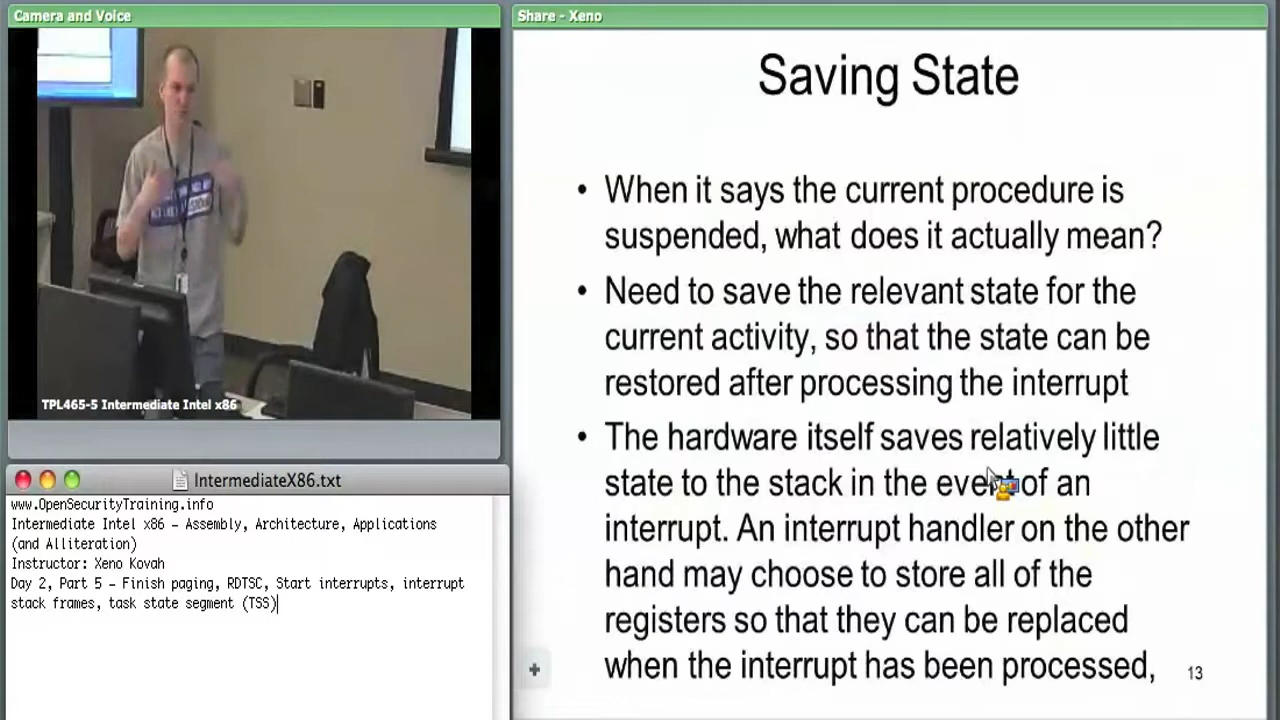 Camera and Voice
TPL465-5 Intermediate Intel x86
IntermediateX86.txt
www.OpenSecurityTraining.info
Intermediate Intel x86 – Assembly, Architecture, Applications
(and Alliteration)
Instructor: Xeno Kovah
Day 2, Part 5 – Finish paging, RDTSC, Start interrupts, interrupt
stack frames, task state segment (TSS)
Share - Xeno
Saving State
• When it says the current procedure is
suspended, what does it actually mean?
• Need to save the relevant state for the
current activity, so that the state can be
restored after processing the interrupt
• The hardware itself saves relatively little
state to the stack in the event of an
interrupt. An interrupt handler on the other
hand may choose to store all of the
registers so that they can be replaced
when the interrupt has been processed,
13